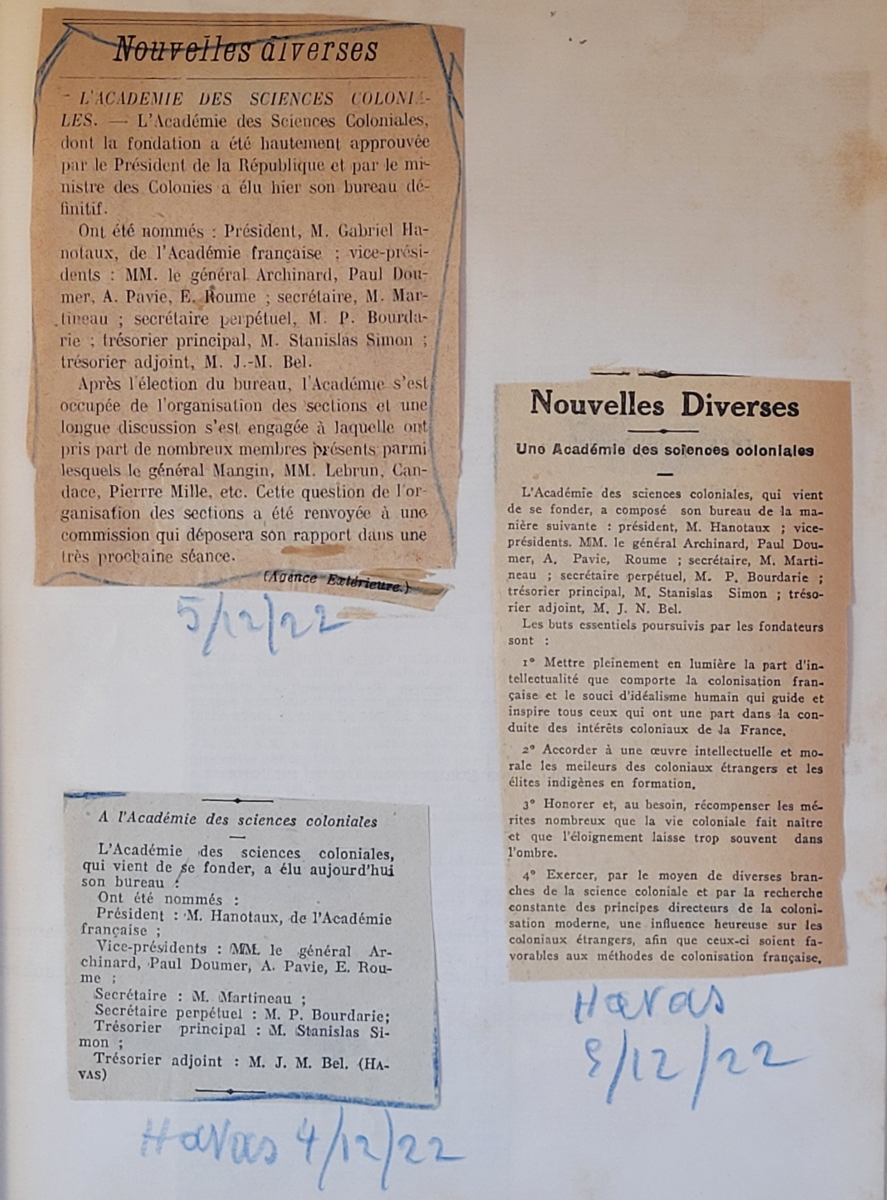 Nouvelles diverses
- L'ACADEMIE DES SCIENCES COLONIA-
LES. — L'Académie des Sciences Coloniales,
dont la fondation a été hautement approuvée
par le Président de la République et par le mi-
nistre des Colonies a élu hier son bureau dé-
finitif.
Ont été nommés : Président, M. Gabriel Ha-
notaux, de l'Académie française ; vice-prési-
dents : MM. le général Archinard, Paul Dou-
mer, A. Pavie, E. Roume ; secrétaire, M. Mar-
tineau ; secrétaire perpétuel, M. P. Bourda-
rie ; trésorier principal, M. Stanislas Simon ;
trésorier adjoint, M. J.-M. Bel.
Après l'élection du bureau, l'Académie s'est
occupée de l'organisation des sections et une
longue discussion s'est engagée à laquelle ont
pris part de nombreux membres présents parmi
lesquels le général Mangin, MM. Lebrun, Can-
dace, Pierrre Mille, etc. Cette question de l'or-
ganisation des sections a été renvoyée à une
commission qui déposera son rapport dans une
très prochaine séance.
(Agence Extérieure.)
5/12/22
A l'Académie des sciences coloniales
L'Académie des sciences coloniales,
qui vient de se fonder, a élu aujourd'hui
son bureau :
Ont été nommés :
Président : M. Hanotaux, de l'Académie
française ;
Vice-présidents : MM. le général Ar-
chinard, Paul Doumer, A. Pavie, E. Rou-
me ;
Secrétaire : M. Martineau ;
Secrétaire perpétuel : M. P. Bourdarie;
Trésorier principal : M. Stanislas Si-
mon ;
Trésorier adjoint : M. J. M. Bel. (HA-
VAS)
Havas 4/12/22
Nouvelles Diverses
Une Académie des sciences coloniales
L'Académie des sciences coloniales, qui vient
de se fonder, a composé son bureau de la ma-
nière suivante : président, M. Hanotaux ; vice-
présidents. MM. le général Archinard, Paul Dou-
mer, A. Pavie, Roume ; secrétaire, M. Marti-
neau ; secrétaire perpétuel, M. P. Bourdarie ;
trésorier principal, M. Stanislas Simon ; tréso-
rier adjoint, M. J. N. Bel.
Les buts essentiels poursuivis par les fondateurs
sont :
1° Mettre pleinement en lumière la part d'in-
tellectualité que comporte la colonisation fran-
çaise et le souci d'idéalisme humain qui guide et
inspire tous ceux qui ont une part dans la con-
duite des intérêts coloniaux de la France.
2° Accorder à une œuvre intellectuelle et mo-
rale les meileurs des coloniaux étrangers et les
élites indigènes en formation.
3° Honorer et, au besoin, récompenser les mé-
rites nombreux que la vie coloniale fait naître
et que l'éloignement laisse trop souvent dans
l'ombre.
4° Exercer, par le moyen de diverses bran-
ches de la science coloniale et par la recherche
constante des principes directeurs de la coloni-
sation moderne, une influence heureuse sur les
coloniaux étrangers, afin que ceux-ci soient fa-
vorables aux méthodes de colonisation française.
Havas
5/12/22